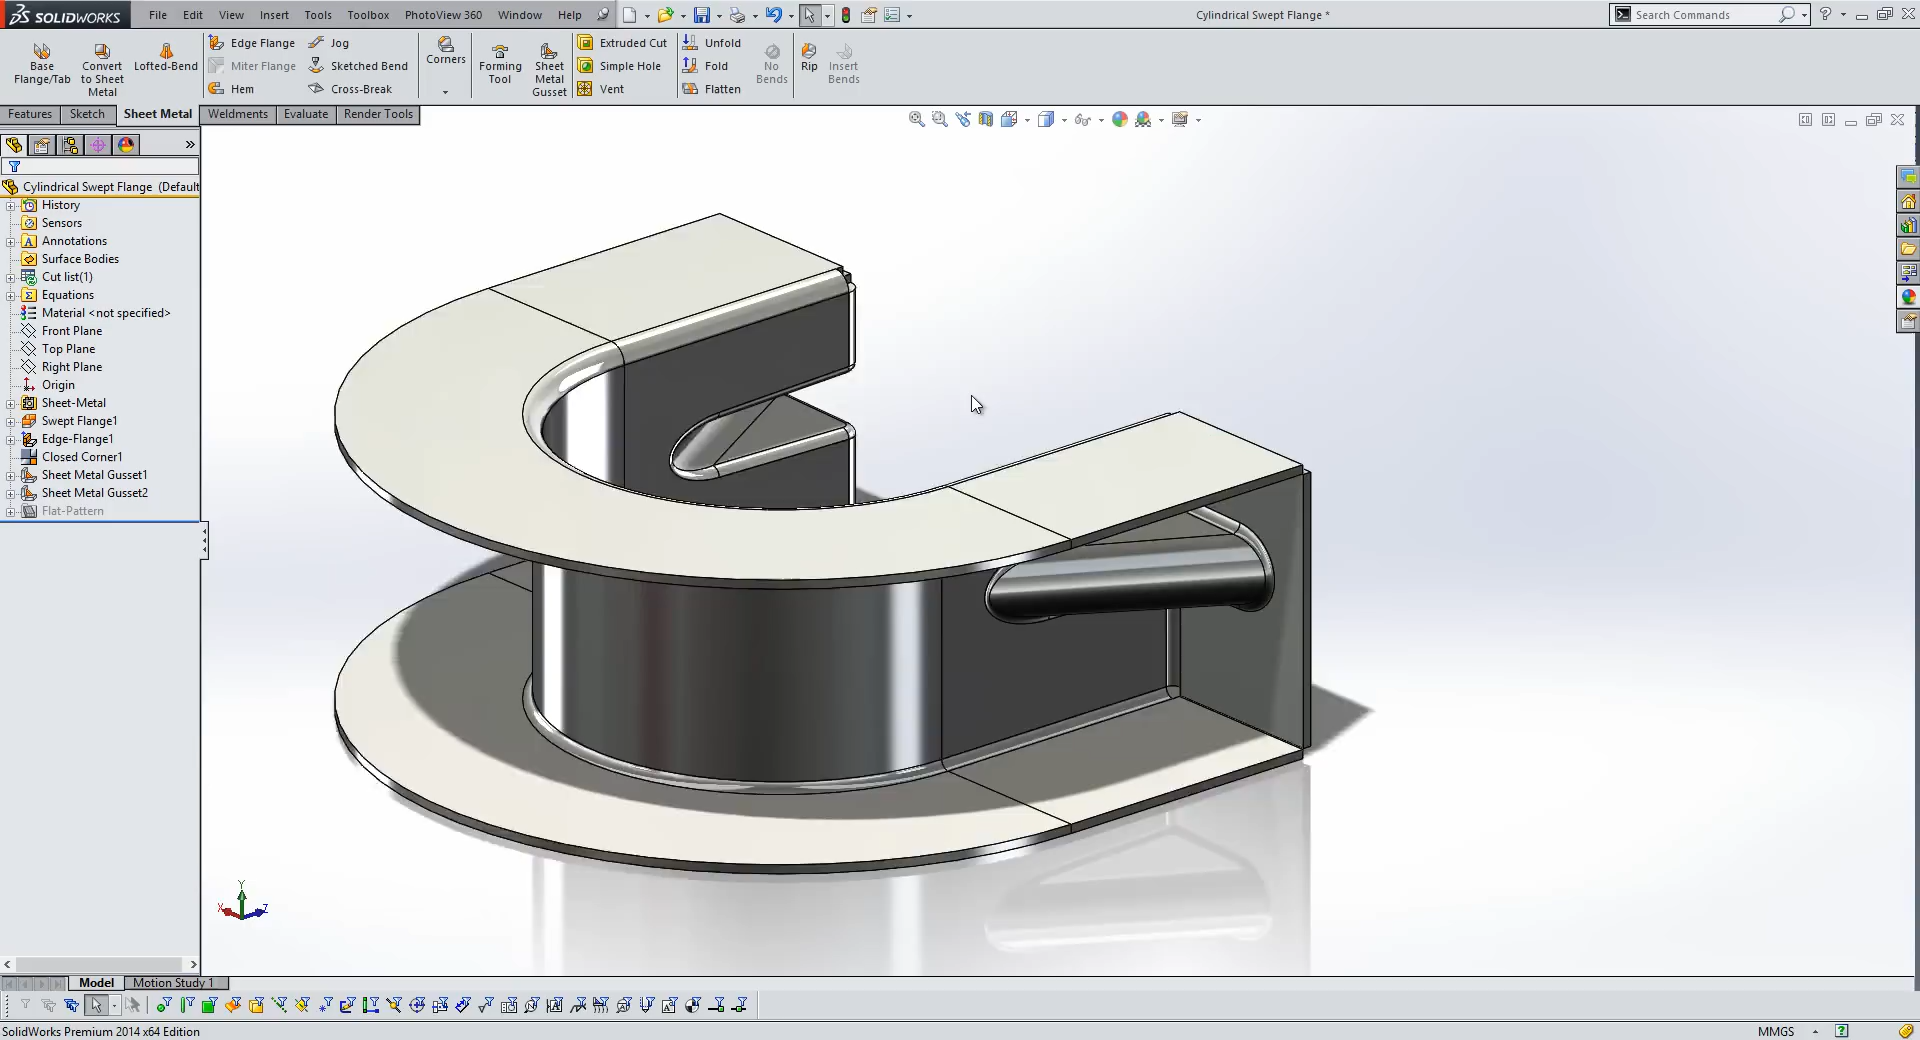 SOLIDWORKS File Edit View Insert Tools Toolbox PhotoView 360 Window Help Cylindrical Swept Flange * Search Commands
Base Flange/Tab
Convert to Sheet Metal
Lofted-Bend
Edge Flange
Miter Flange
Hem
Jog
Sketched Bend
Cross-Break
Corners
Forming Tool
Sheet Metal Gusset
Extruded Cut
Simple Hole
Vent
Unfold
Fold
Flatten
No Bends
Rip
Insert Bends
Features Sketch Sheet Metal Weldments Evaluate Render Tools
Cylindrical Swept Flange (Default
History
Sensors
Annotations
Surface Bodies
Cut list(1)
Equations
Material <not specified>
Front Plane
Top Plane
Right Plane
Origin
Sheet-Metal
Swept Flange1
Edge-Flange1
Closed Corner1
Sheet Metal Gusset1
Sheet Metal Gusset2
Flat-Pattern
Y
X Z
Model Motion Study 1
SolidWorks Premium 2014 x64 Edition MMGS